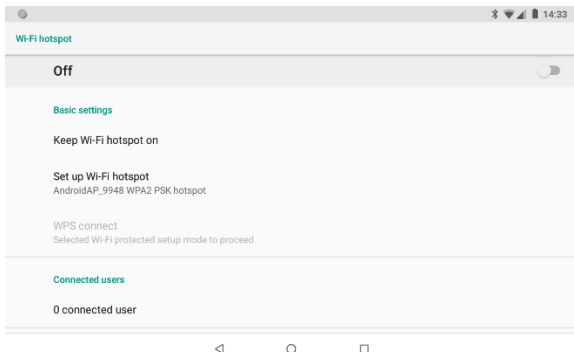 14:33
Wi-Fi hotspot
Off
Basic settings
Keep Wi-Fi hotspot on
Set up Wi-Fi hotspot
AndroidAP_9948 WPA2 PSK hotspot
WPS connect
Selected Wi-Fi protected setup mode to proceed
Connected users
0 connected user